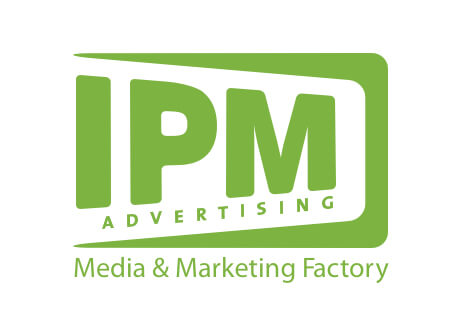 IPM
ADVERTISING
Media & Marketing Factory